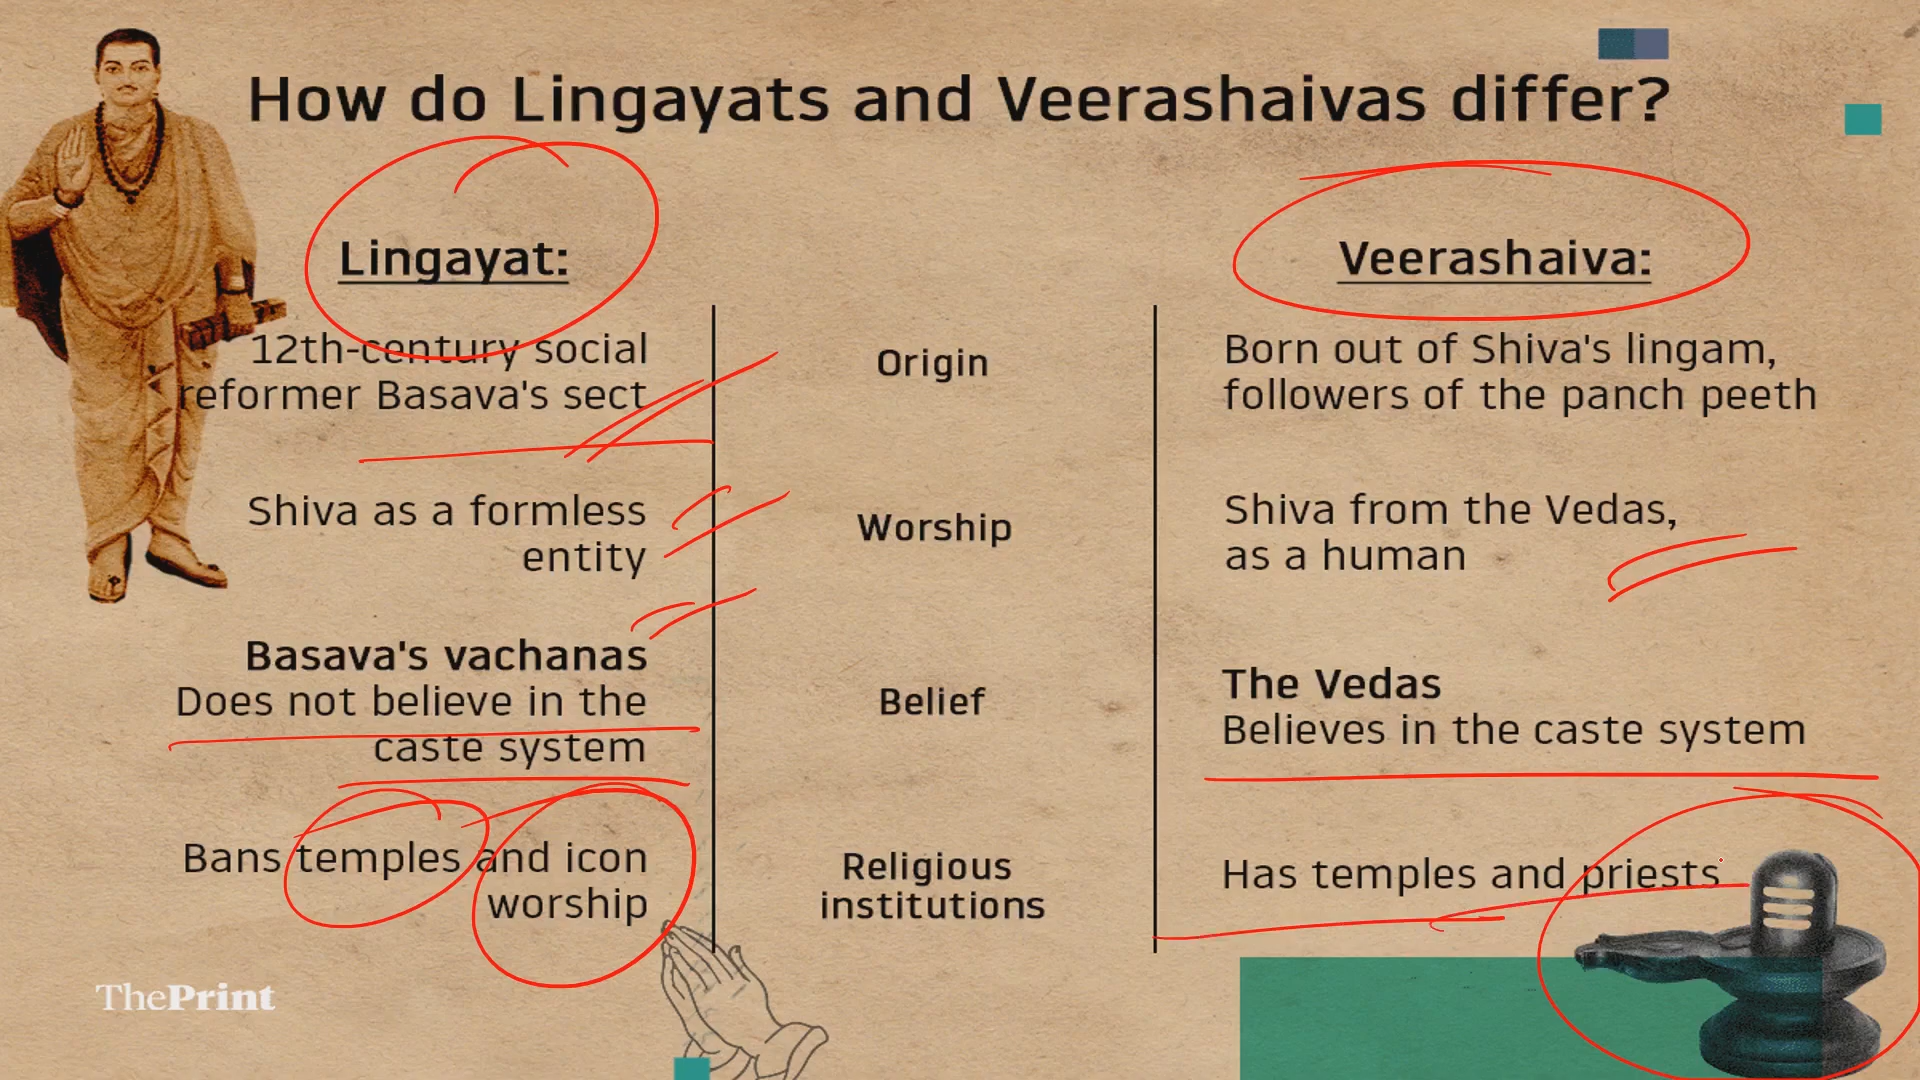 How do Lingayats and Veerashaivas differ?
Lingayat:
Veerashaiva:
12th-century social
reformer Basava's sect
Origin
Born out of Shiva's lingam,
followers of the panch peeth
Shiva as a formless
entity
Worship
Shiva from the Vedas,
as a human
Basava's vachanas
Does not believe in the
caste system
Belief
The Vedas
Believes in the caste system
Bans temples and icon
worship
Religious
institutions
Has temples and priests
ThePrint